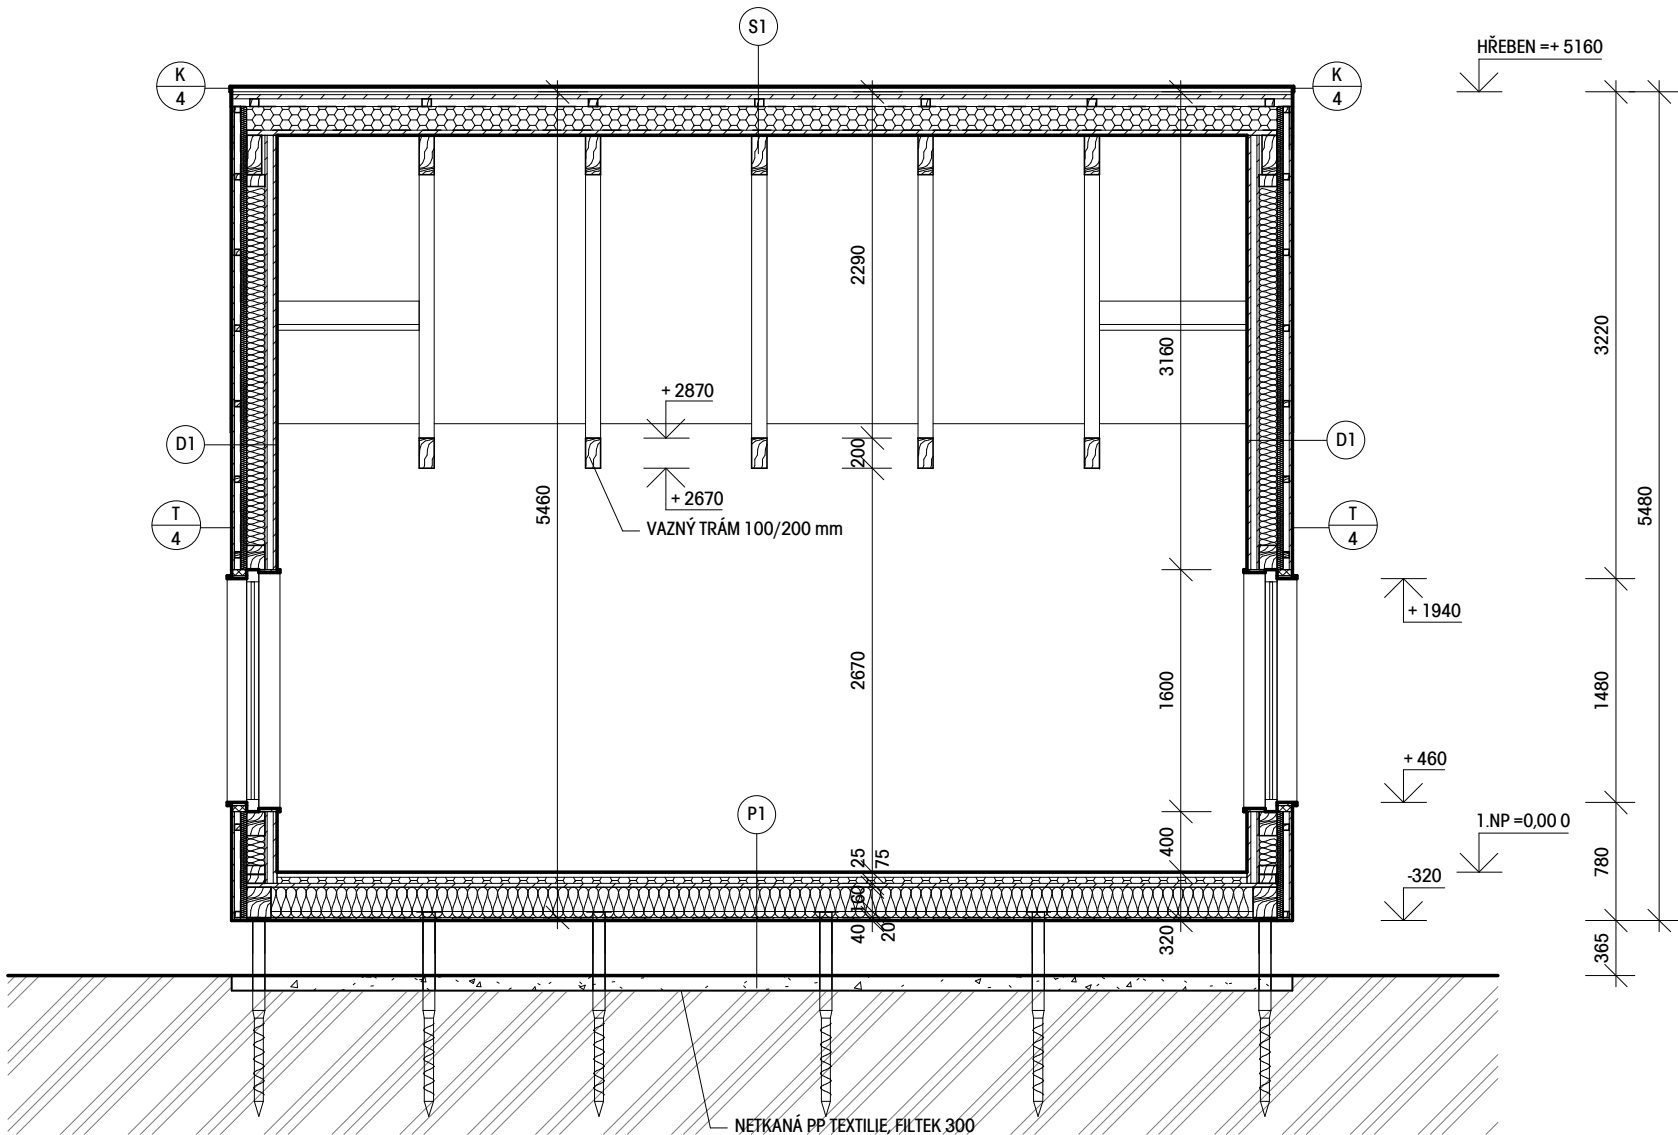 S1
HŘEBEN =+ 5160
K
4
K
4
2290
3220
3160
+ 2870
D1
D1
200
+ 2670
5460
5480
T
4
T
4
VAZNÝ TRÁM 100/200 mm
+ 1940
2670
1600
1480
+ 460
P1
1.NP =0,00 0
400
25
75
780
-320
160
40
20
320
365
NETKANÁ PP TEXTILIE, FILTEK 300